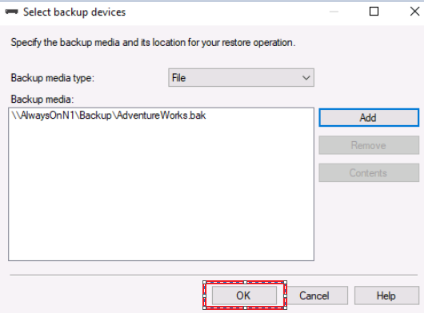 Select backup devices
Specify the backup media and its location for your restore operation.
Backup media type: File
Backup media:
\\AlwaysOnN1\Backup\AdventureWorks.bak
Add
Remove
Contents
OK Cancel Help